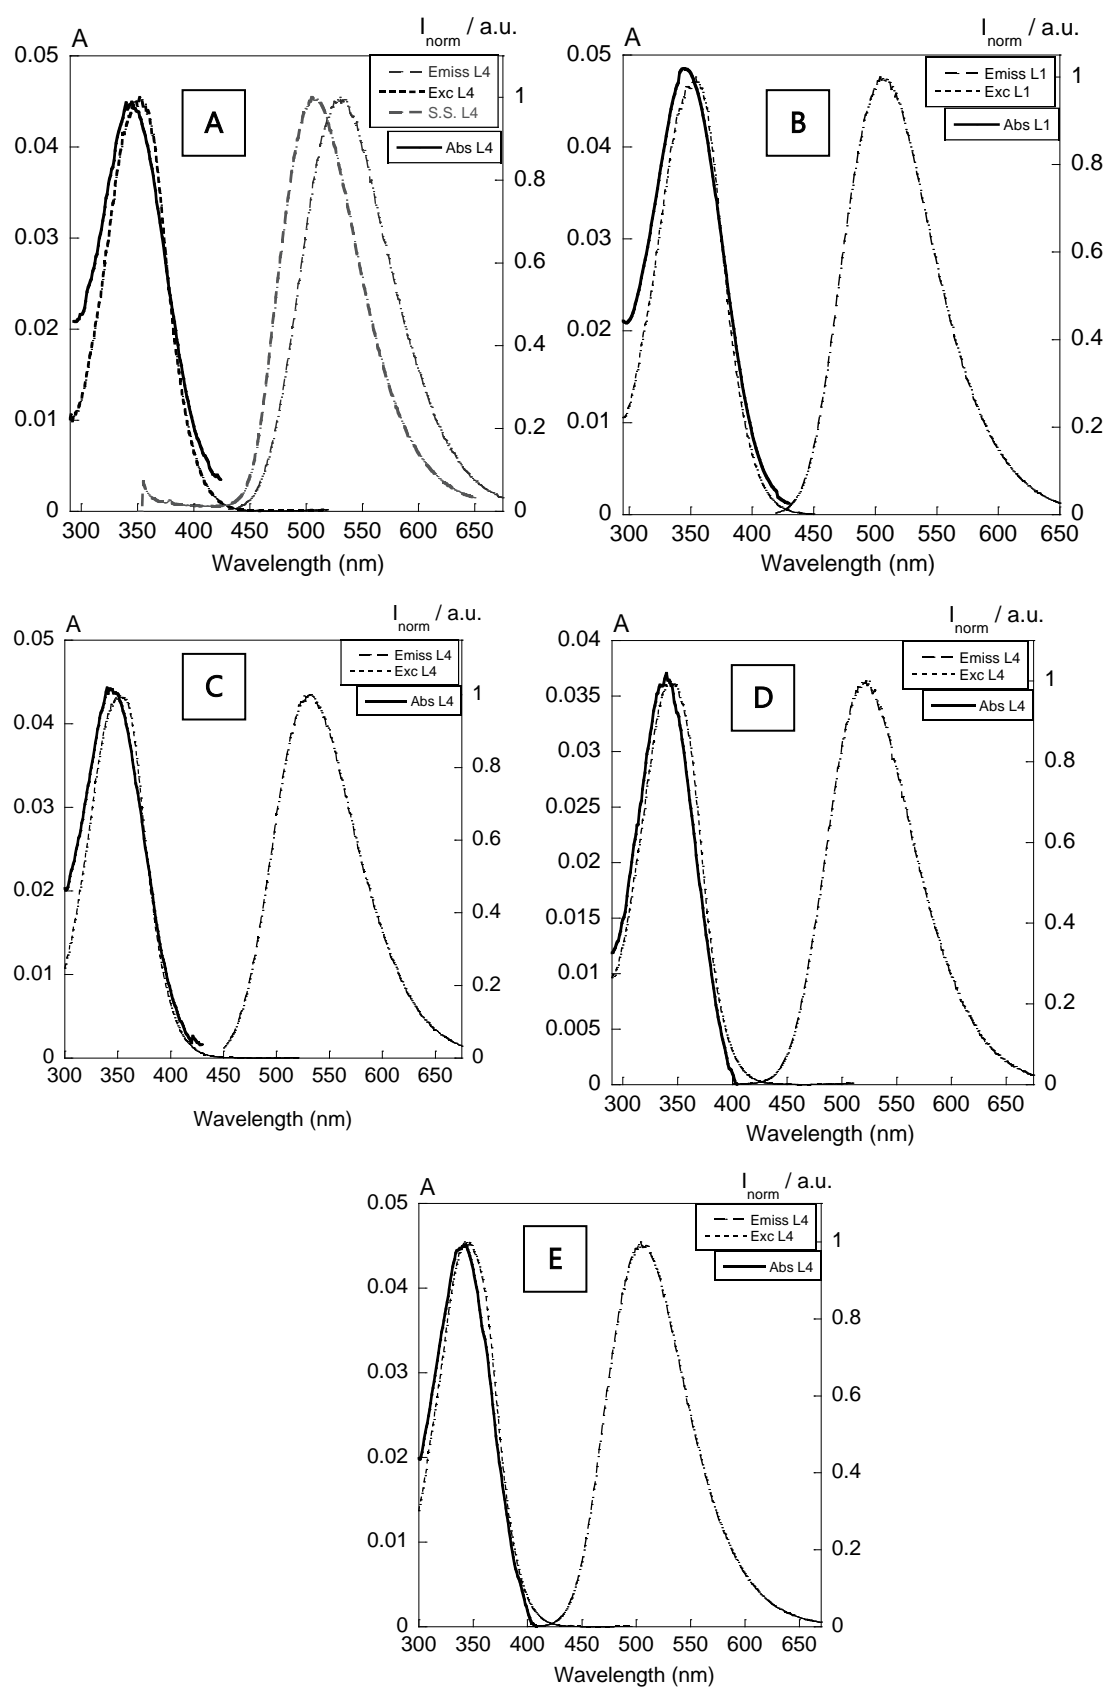 A
I norm / a.u.
0.05
0.04
0.03
0.02
0.01
0
Emiss L4
Exc L4
S.S. L4
Abs L4
A
1
0.8
0.6
0.4
0.2
0
300 350 400 450 500 550 600 650
Wavelength (nm)
A
I norm / a.u.
0.05
0.04
0.03
0.02
0.01
0
Emiss L1
Exc L1
Abs L1
B
1
0.8
0.6
0.4
0.2
0
300 350 400 450 500 550 600 650
Wavelength (nm)
A
I norm / a.u.
0.05
0.04
0.03
0.02
0.01
0
Emiss L4
Exc L4
Abs L4
C
1
0.8
0.6
0.4
0.2
0
300 350 400 450 500 550 600 650
Wavelength (nm)
A
I norm / a.u.
0.04
0.035
0.03
0.025
0.02
0.015
0.01
0.005
0
Emiss L4
Exc L4
Abs L4
D
1
0.8
0.6
0.4
0.2
0
300 350 400 450 500 550 600 650
Wavelength (nm)
A
I norm / a.u.
0.05
0.04
0.03
0.02
0.01
0
Emiss L4
Exc L4
Abs L4
E
1
0.8
0.6
0.4
0.2
0
300 350 400 450 500 550 600 650
Wavelength (nm)